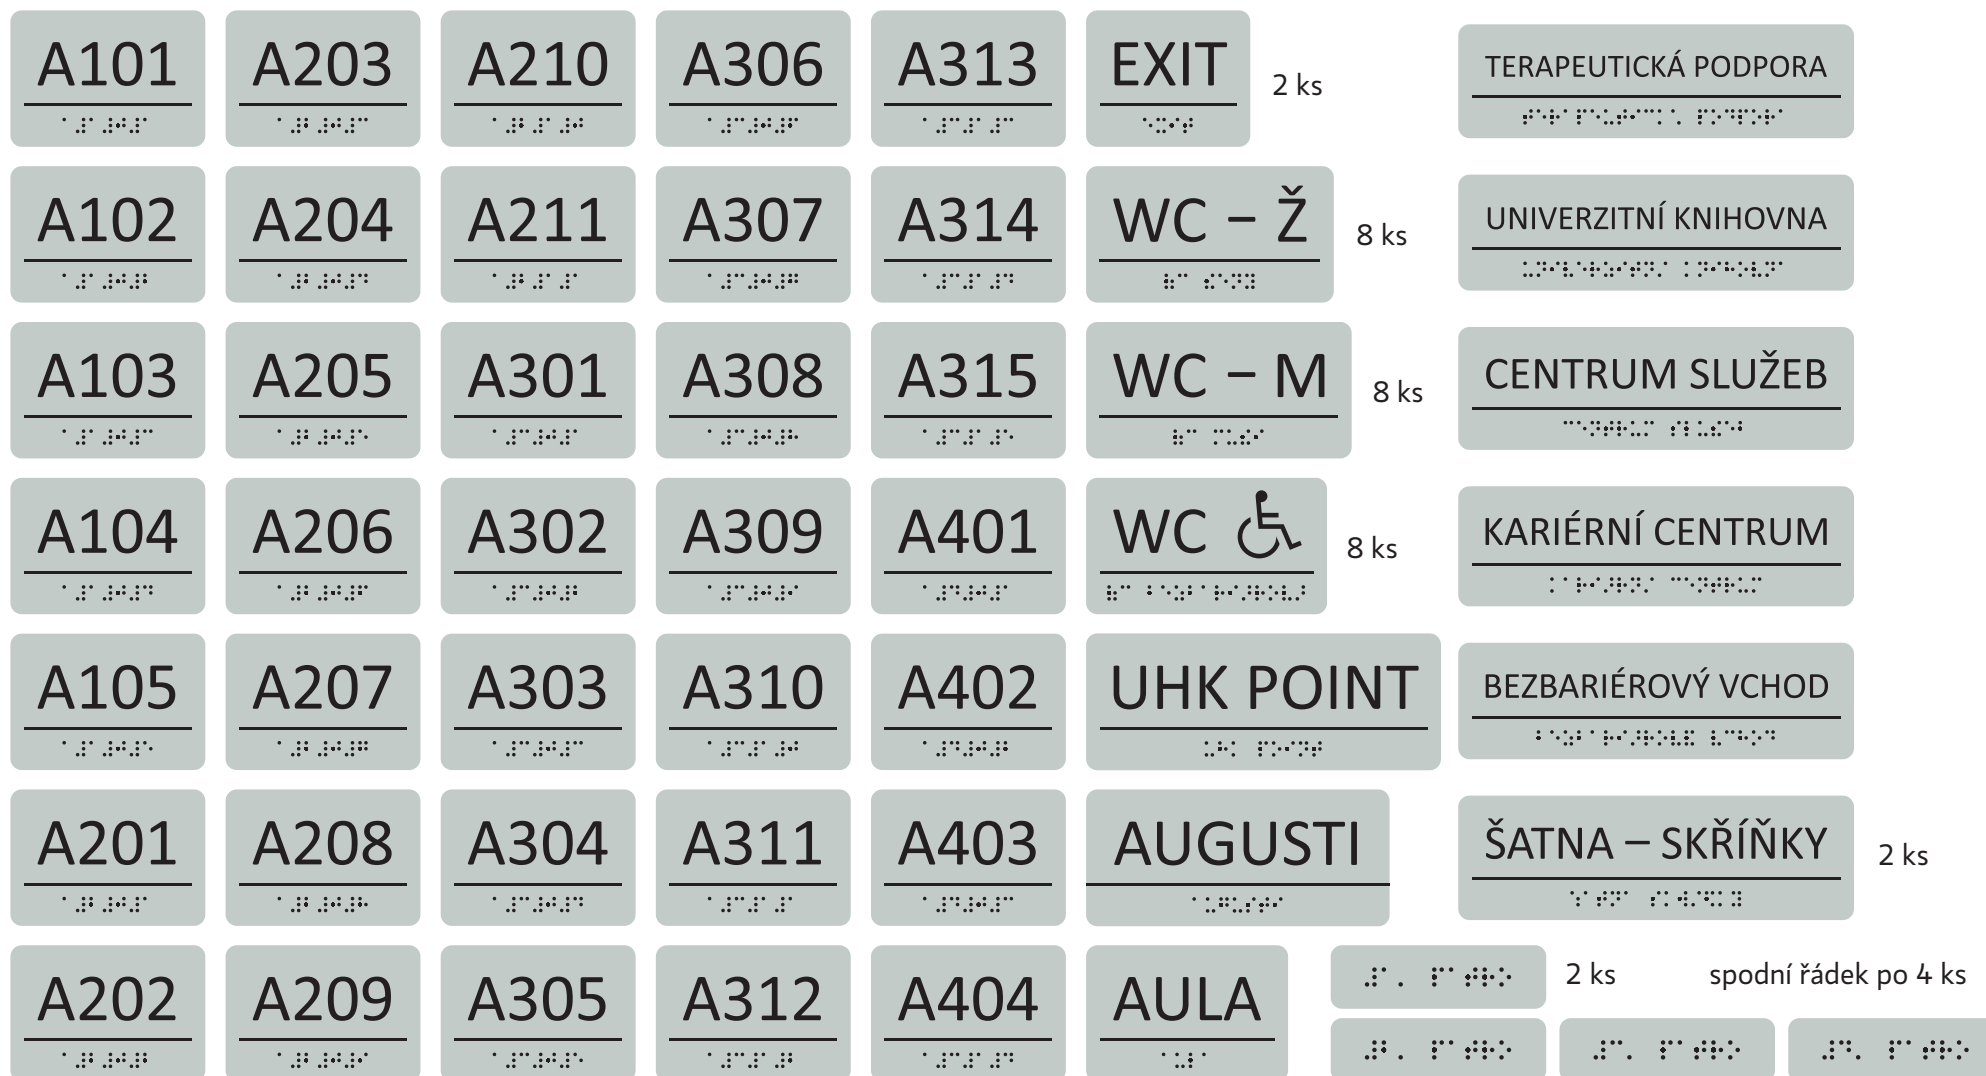 A101
A102
A103
A104
A105
A201
A202
A203
A204
A205
A206
A207
A208
A209
A210
A211
A301
A302
A303
A304
A305
A306
A307
A308
A309
A310
A311
A312
A313
A314
A315
A401
A402
A403
A404
EXIT
2 ks
WC – Ž
8 ks
WC – M
8 ks
WC
8 ks
UHK POINT
AUGUSTI
AULA
TERAPEUTICKÁ PODPORA
UNIVERZITNÍ KNIHOVNA
CENTRUM SLUŽEB
KARIÉRNÍ CENTRUM
BEZBARIÉROVÝ VCHOD
ŠATNA – SKŘÍŇKY
2 ks
2 ks
spodní řádek po 4 ks